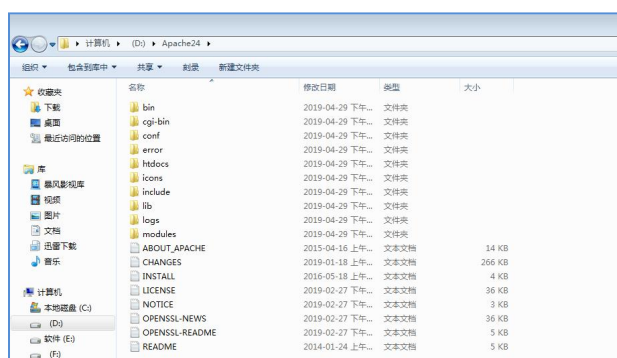 计算机 ▸ (D:) ▸ Apache24 ▸
组织 包含到库中 共享 刻录 新建文件夹
收藏夹
下载
桌面
最近访问的位置
库
暴风影视库
视频
图片
文档
迅雷下载
音乐
计算机
本地磁盘 (C:)
(D:)
软件 (E:)
(F:)
名称 修改日期 类型 大小
bin 2019-04-29 下午... 文件夹
cgi-bin 2019-04-29 下午... 文件夹
conf 2019-04-29 下午... 文件夹
error 2019-04-29 下午... 文件夹
htdocs 2019-04-29 下午... 文件夹
icons 2019-04-29 下午... 文件夹
include 2019-04-29 下午... 文件夹
lib 2019-04-29 下午... 文件夹
logs 2019-04-29 下午... 文件夹
modules 2019-04-29 下午... 文件夹
ABOUT_APACHE 2015-04-16 上午... 文本文档 14 KB
CHANGES 2019-01-18 上午... 文本文档 266 KB
INSTALL 2016-05-18 上午... 文本文档 4 KB
LICENSE 2019-02-27 下午... 文本文档 36 KB
NOTICE 2019-02-27 下午... 文本文档 3 KB
OPENSSL-NEWS 2019-02-27 下午... 文本文档 36 KB
OPENSSL-README 2019-02-27 下午... 文本文档 5 KB
README 2014-01-24 上午... 文本文档 5 KB